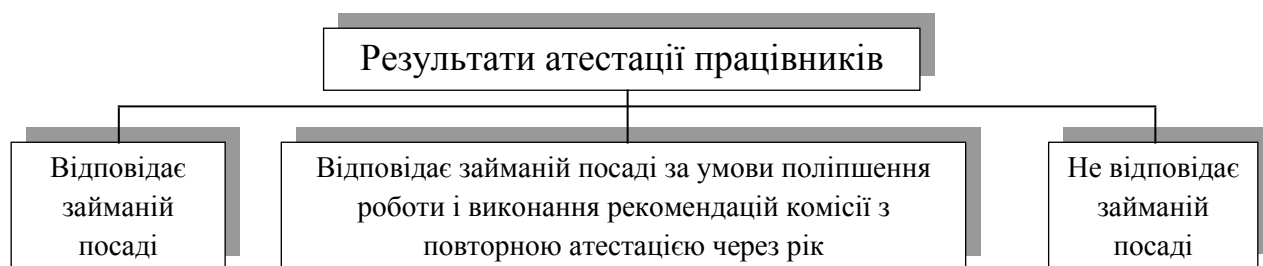 Результати атестації працівників
Відповідає
займаній
посаді
Відповідає займаній посаді за умови поліпшення
роботи і виконання рекомендацій комісії з
повторною атестацією через рік
Не відповідає
займаній
посаді